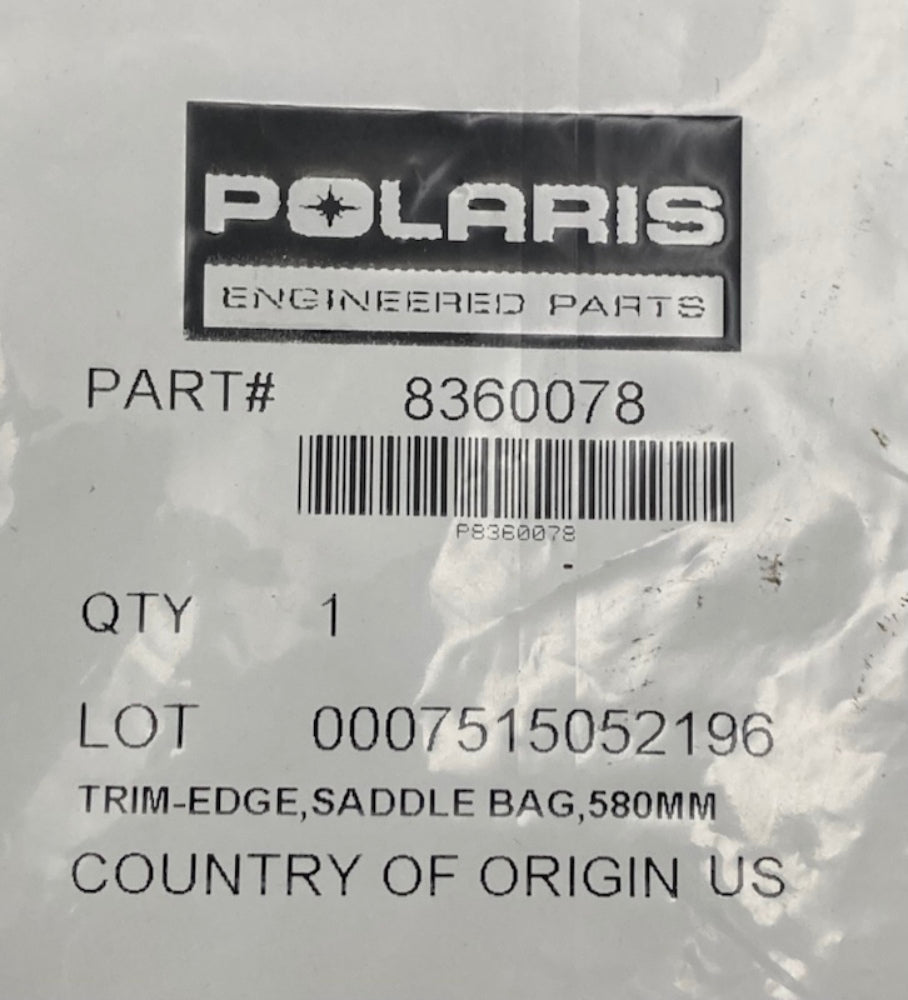 POLARIS
ENGINEERED PARTS
PART# 8360078
P8360078
QTY 1
LOT 0007515052196
TRIM-EDGE,SADDLE BAG,580MM
COUNTRY OF ORIGIN US